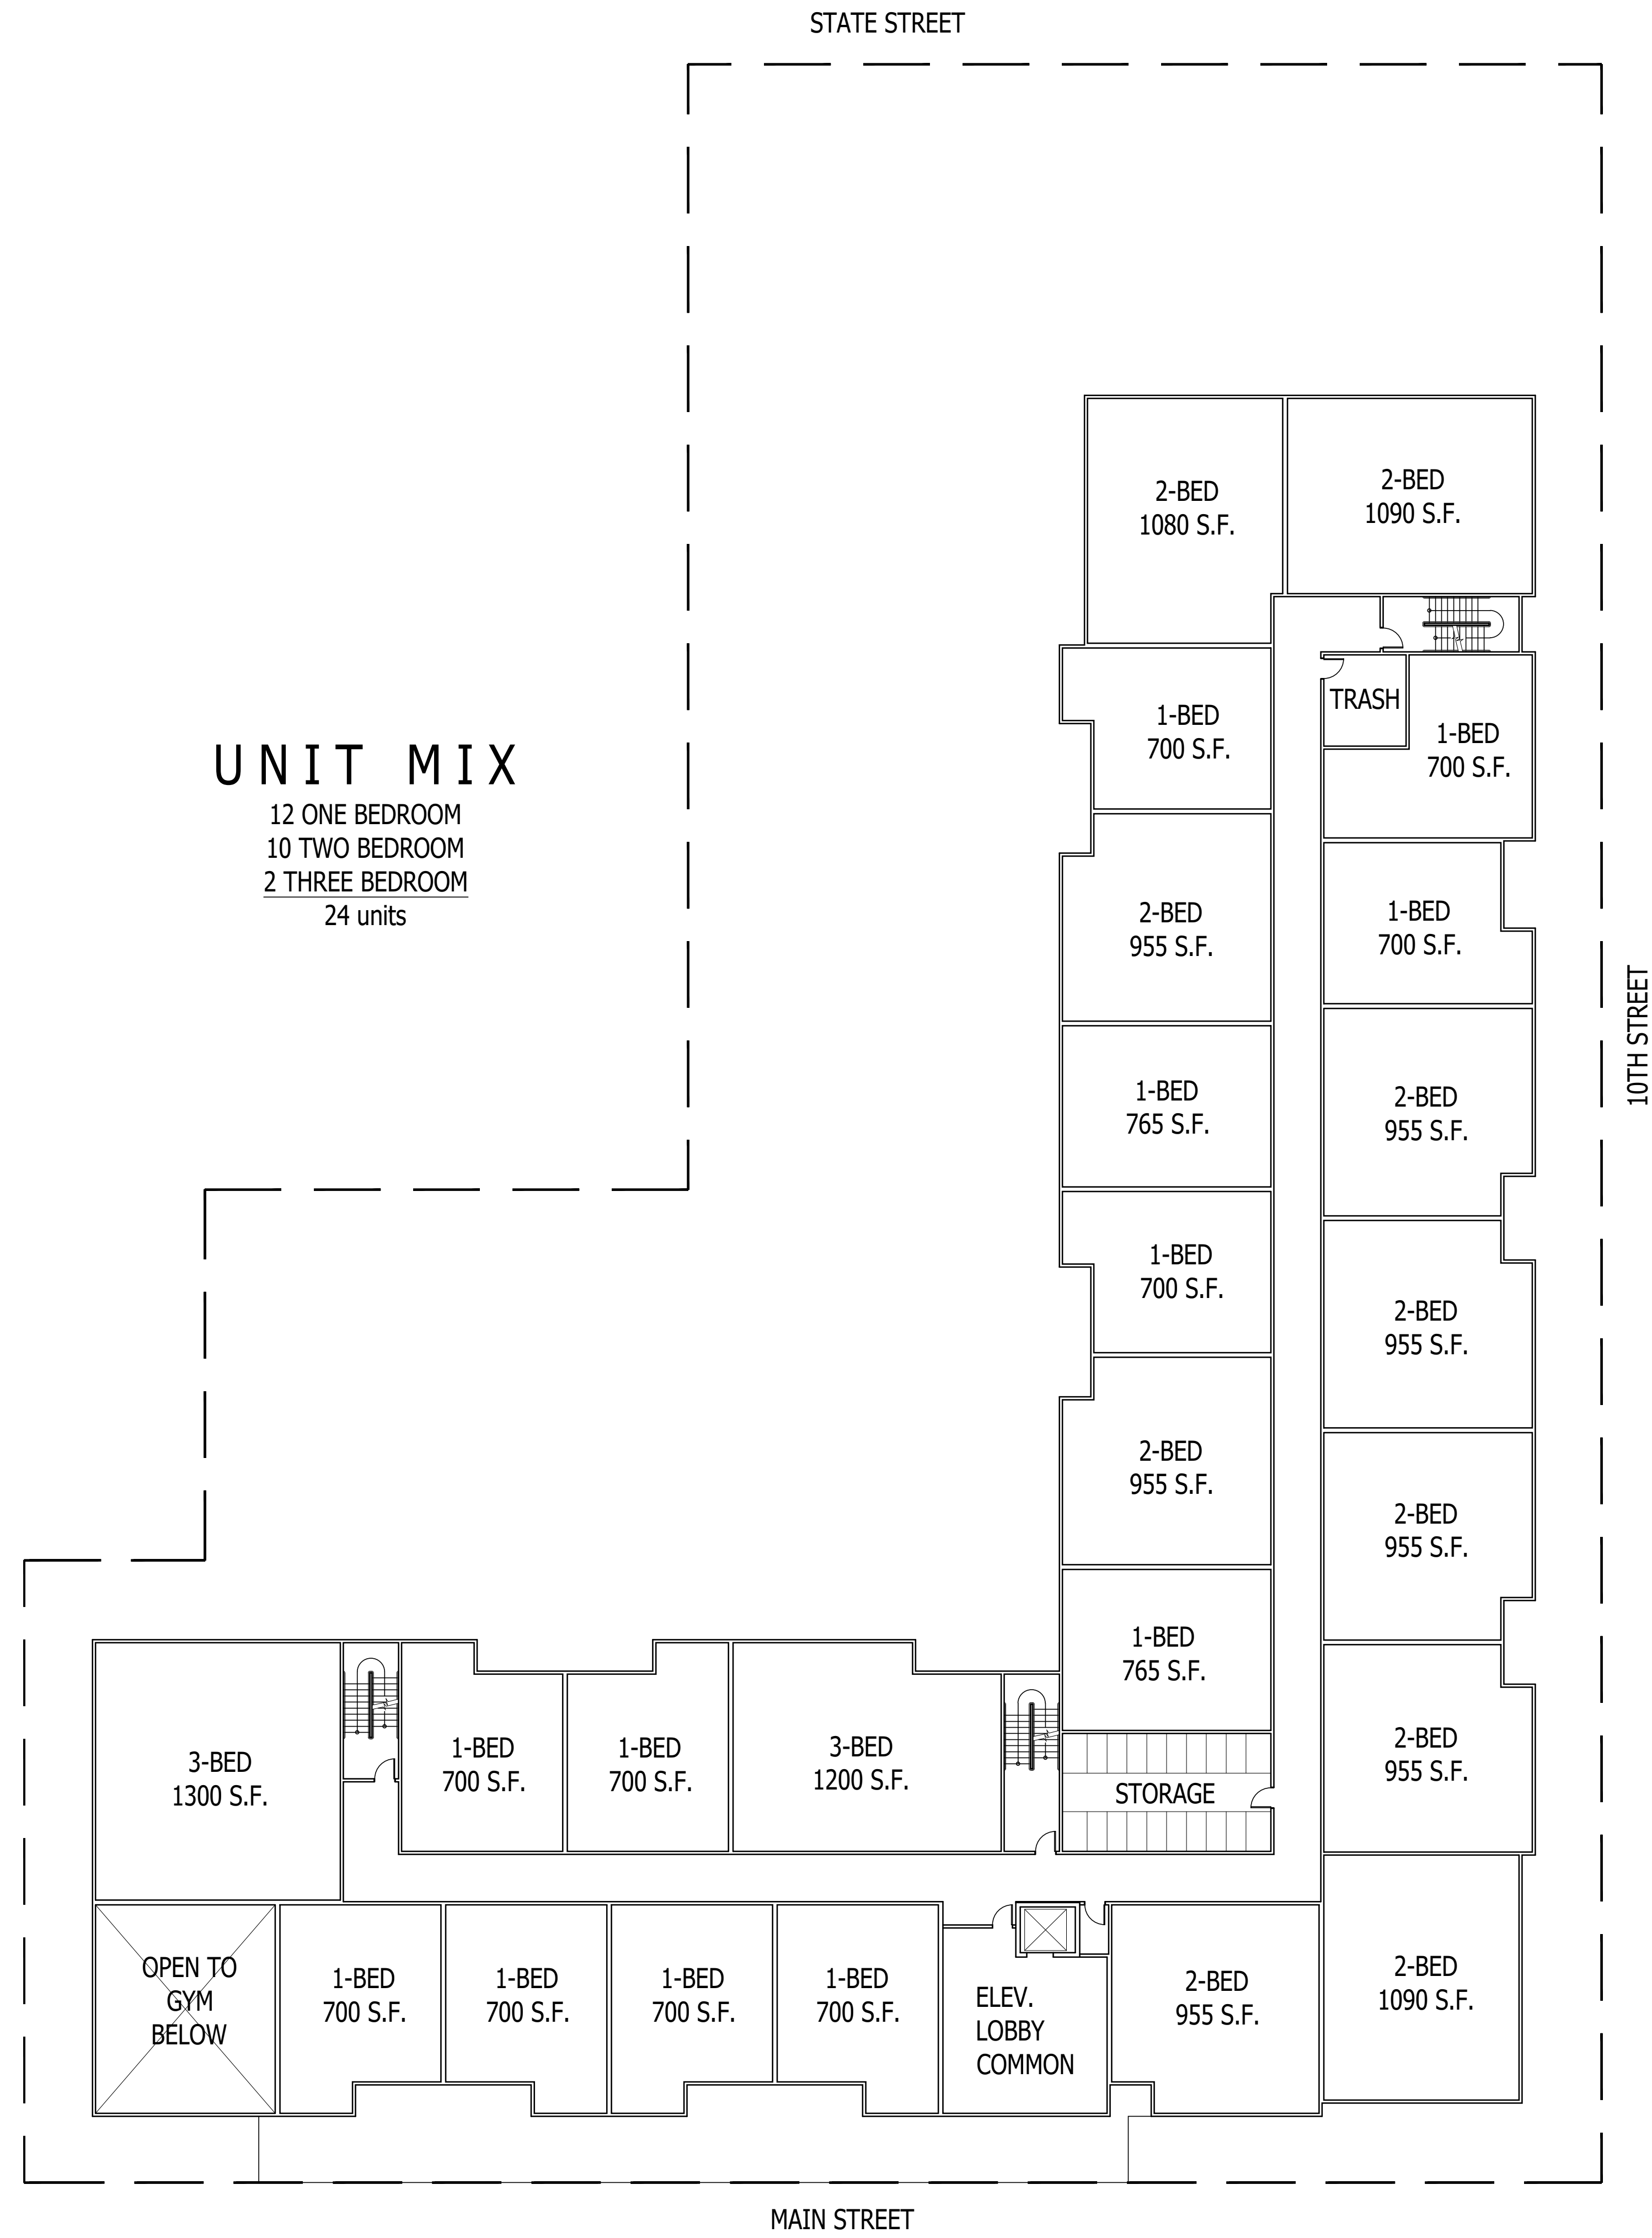 STATE STREET
2-BED
1080 S.F.
2-BED
1090 S.F.
TRASH
1-BED
700 S.F.
1-BED
700 S.F.
UNIT MIX
12 ONE BEDROOM
10 TWO BEDROOM
2 THREE BEDROOM
24 units
2-BED
955 S.F.
1-BED
700 S.F.
10TH STREET
1-BED
765 S.F.
2-BED
955 S.F.
1-BED
700 S.F.
2-BED
955 S.F.
2-BED
955 S.F.
2-BED
955 S.F.
1-BED
765 S.F.
2-BED
955 S.F.
3-BED
1300 S.F.
1-BED
700 S.F.
1-BED
700 S.F.
3-BED
1200 S.F.
STORAGE
OPEN TO
GYM
BELOW
1-BED
700 S.F.
1-BED
700 S.F.
1-BED
700 S.F.
1-BED
700 S.F.
ELEV.
LOBBY
COMMON
2-BED
955 S.F.
2-BED
1090 S.F.
MAIN STREET